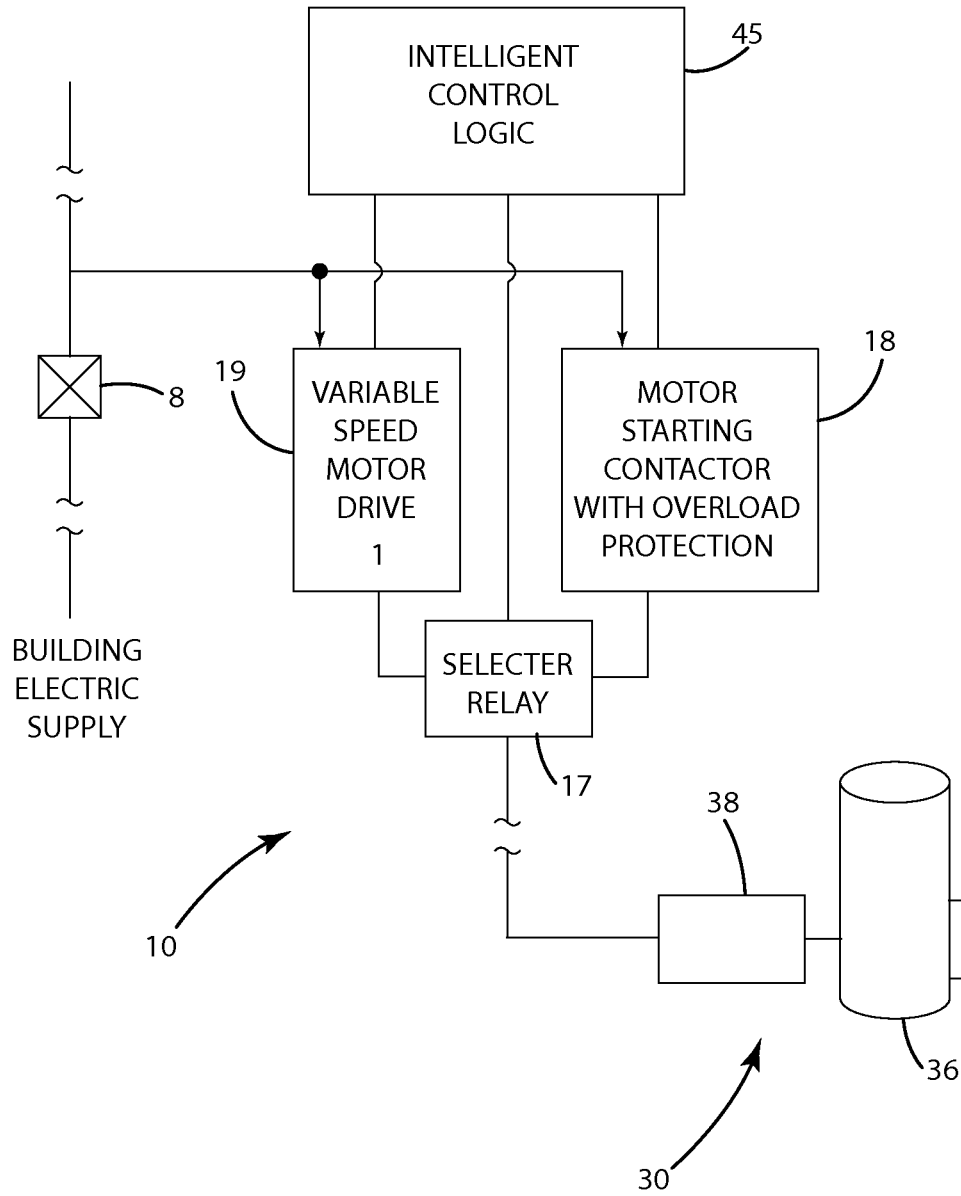 45
INTELLIGENT
CONTROL
LOGIC
18
19
8
VARIABLE
SPEED
MOTOR
DRIVE
1
MOTOR
STARTING
CONTACTOR
WITH OVERLOAD
PROTECTION
BUILDING
ELECTRIC
SUPPLY
SELECTER
RELAY
17
38
10
36
30